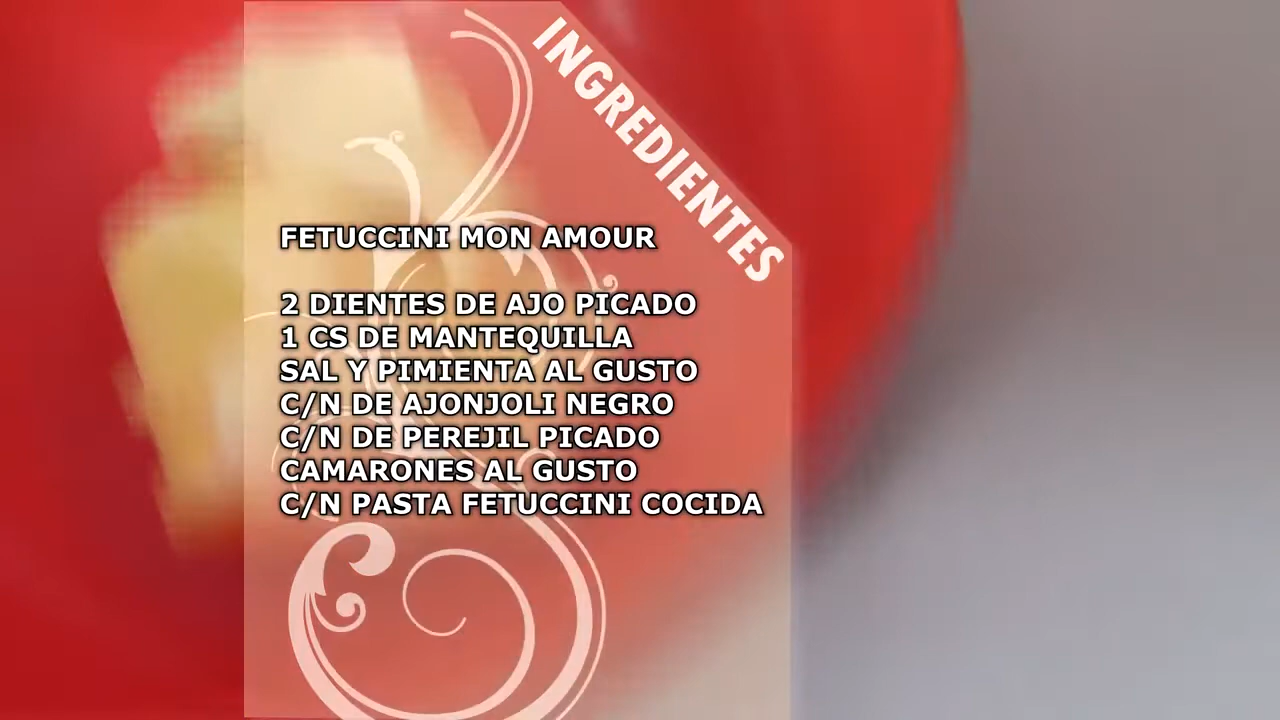 INGREDIENTES
FETUCCINI MON AMOUR
2 DIENTES DE AJO PICADO
1 CS DE MANTEQUILLA
SAL Y PIMIENTA AL GUSTO
C/N DE AJONJOLI NEGRO
C/N DE PEREJIL PICADO
CAMARONES AL GUSTO
C/N PASTA FETUCCINI COCIDA